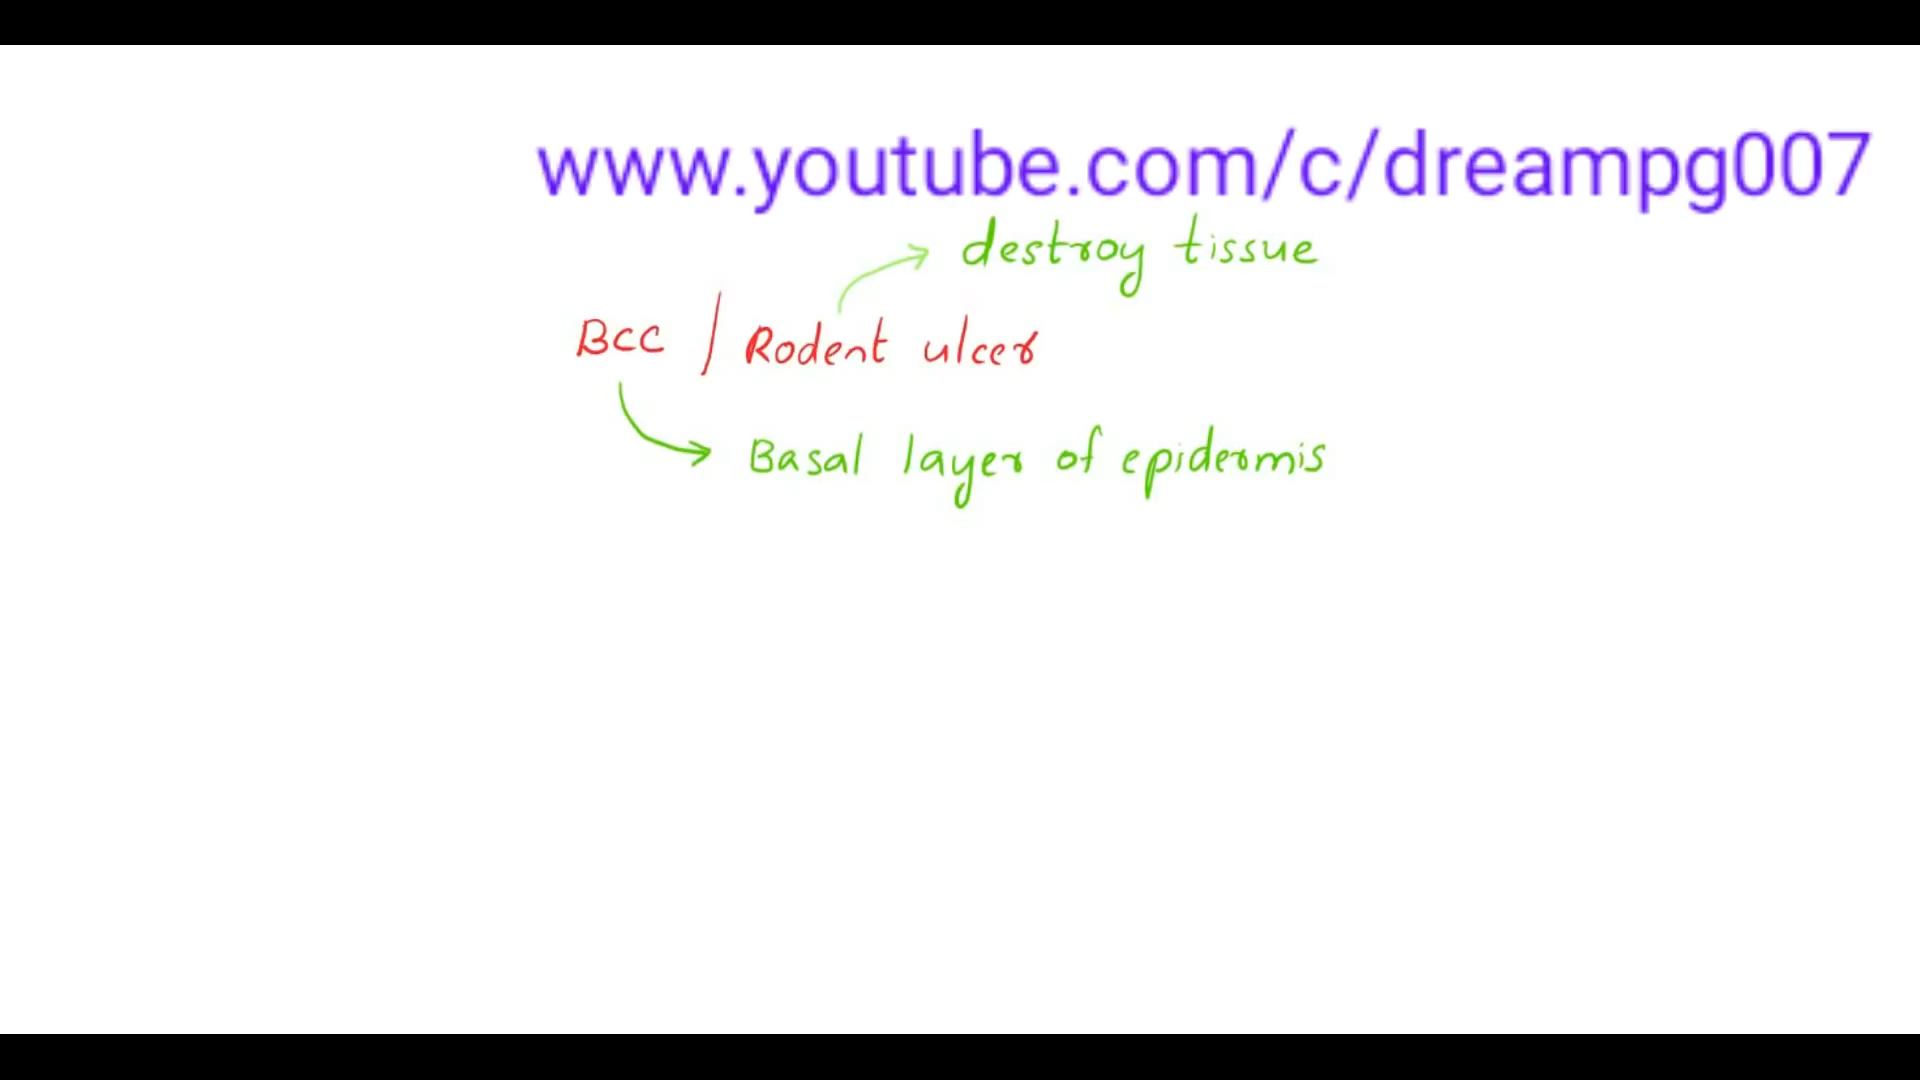 www.youtube.com/c/dreampg007
destroy tissue
BCC / Rodent ulcer
Basal layer of epidermis